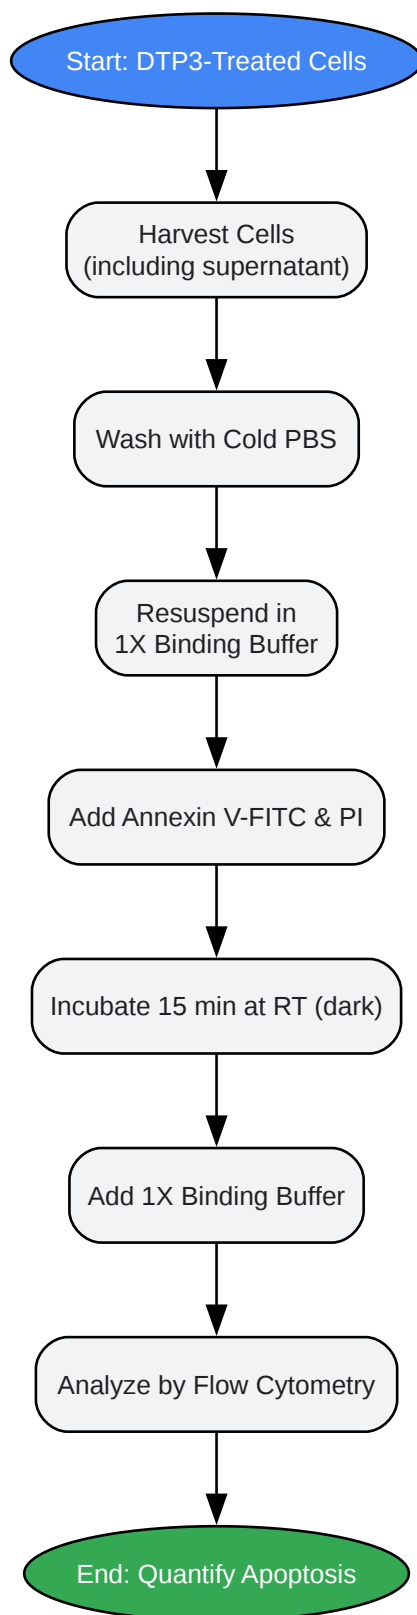 Start: DTP3-Treated Cells
Harvest Cells
(including supernatant)
Wash with Cold PBS
Resuspend in
1X Binding Buffer
Add Annexin V-FITC & PI
Incubate 15 min at RT (dark)
Add 1X Binding Buffer
Analyze by Flow Cytometry
End: Quantify Apoptosis